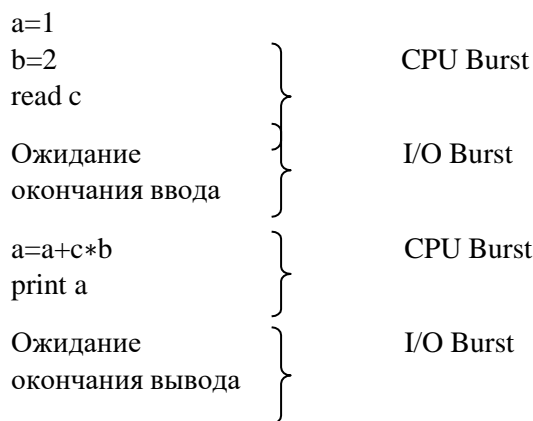 a=1
b=2 CPU Burst
read c
Ожидание I/O Burst
окончания ввода
a=a+c∗b CPU Burst
print a
Ожидание I/O Burst
окончания вывода